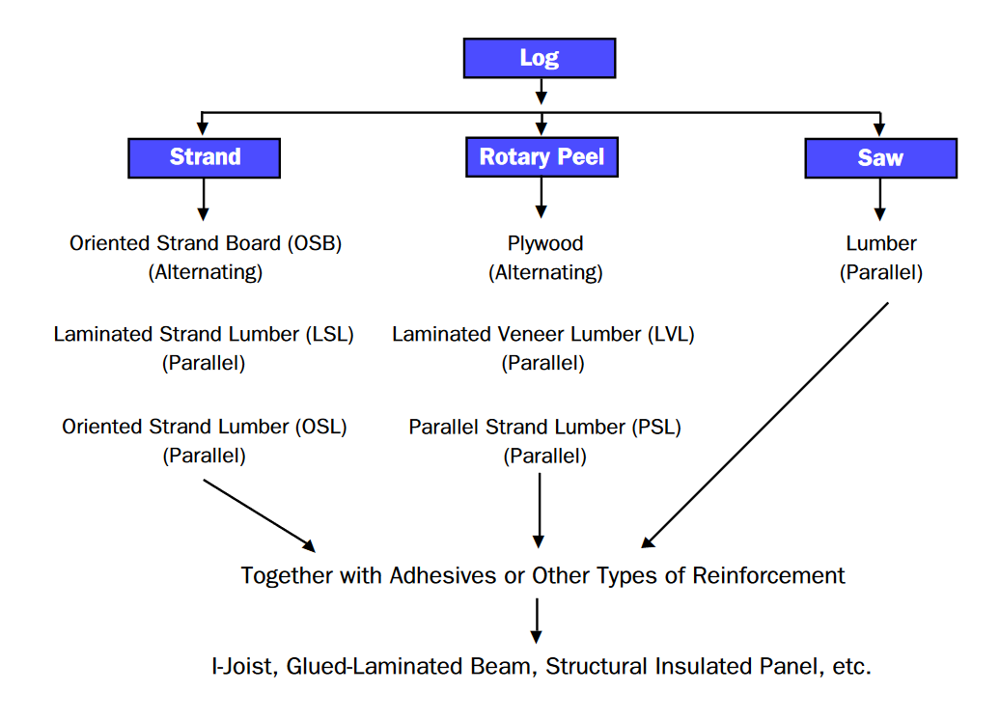 Log
Strand
Rotary Peel
Saw
Oriented Strand Board (OSB)
(Alternating)
Plywood
(Alternating)
Lumber
(Parallel)
Laminated Strand Lumber (LSL)
(Parallel)
Laminated Veneer Lumber (LVL)
(Parallel)
Oriented Strand Lumber (OSL)
(Parallel)
Parallel Strand Lumber (PSL)
(Parallel)
Together with Adhesives or Other Types of Reinforcement
I-Joist, Glued-Laminated Beam, Structural Insulated Panel, etc.